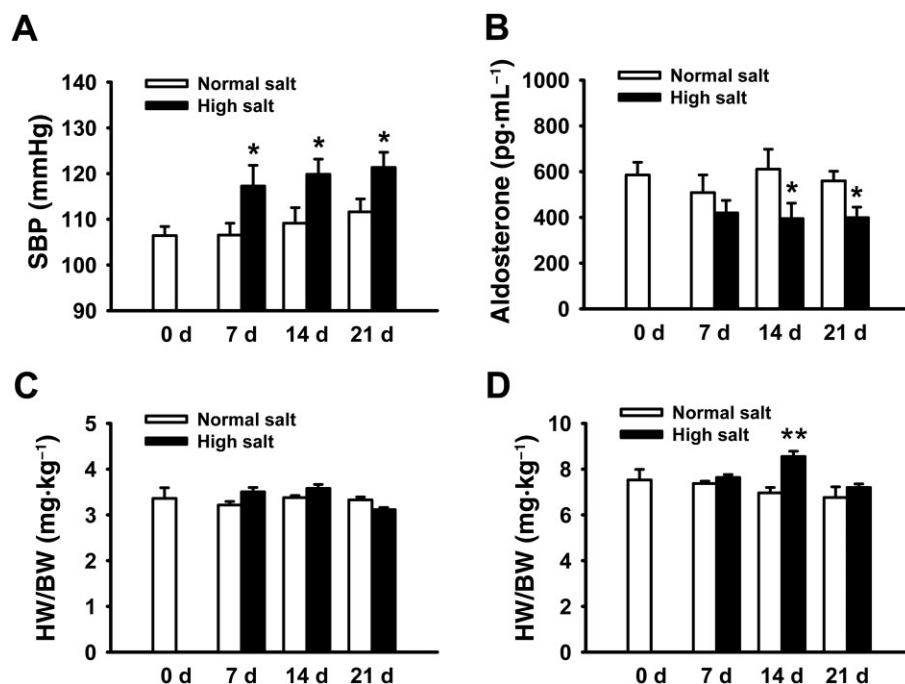 A
SBP (mmHg)
140
130
120
110
100
90
Normal salt
High salt
*
*
*
0 d
7 d
14 d
21 d
B
Aldosterone (pg·mL⁻¹)
1000
800
600
400
200
0
Normal salt
High salt
*
*
0 d
7 d
14 d
21 d
C
HW/BW (mg·kg⁻¹)
5
4
3
2
1
0
Normal salt
High salt
0 d
7 d
14 d
21 d
D
HW/BW (mg·kg⁻¹)
10
8
6
4
2
0
Normal salt
High salt
**
0 d
7 d
14 d
21 d